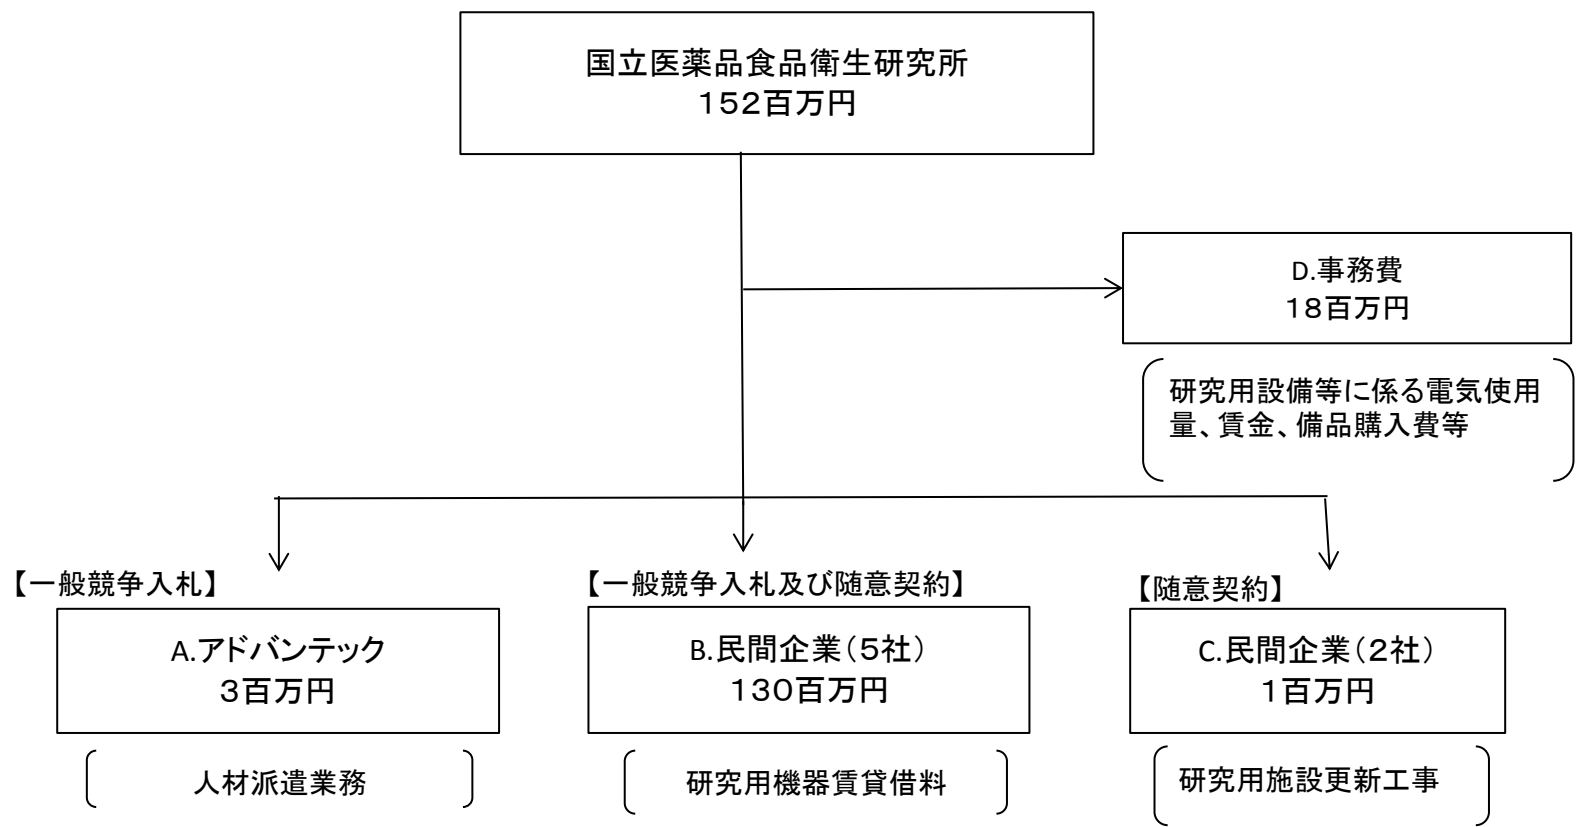 国立医薬品食品衛生研究所
152百万円
D.事務費
18百万円
研究用設備等に係る電気使用
量、賃金、備品購入費等
【一般競争入札】
A.アドバンテック
3百万円
人材派遣業務
【一般競争入札及び随意契約】
B.民間企業（5社）
130百万円
研究用機器賃貸借料
【随意契約】
C.民間企業（2社）
1百万円
研究用施設更新工事